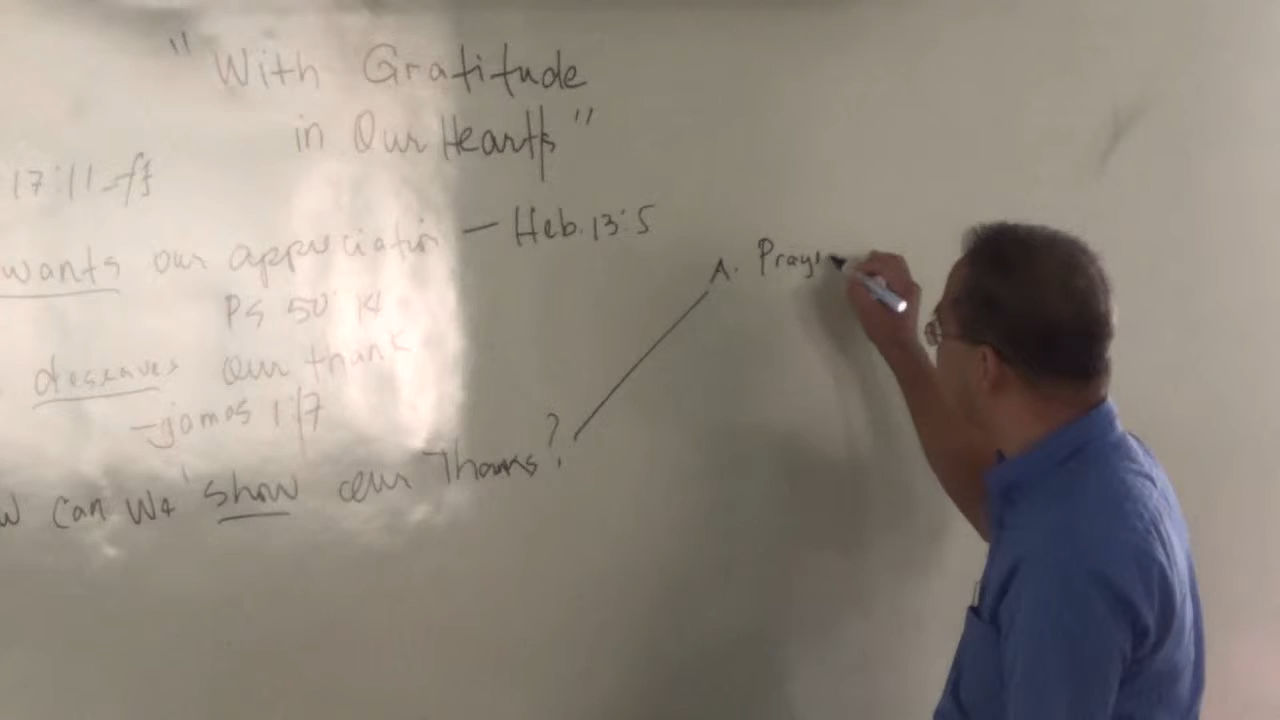 "With Gratitude
in Our Hearts"
17:11-ff
wants our appreciation — Heb. 13:5
PS 50 14
deserves our thank
- James 1:17
How can we show our Thanks?
A. Pray